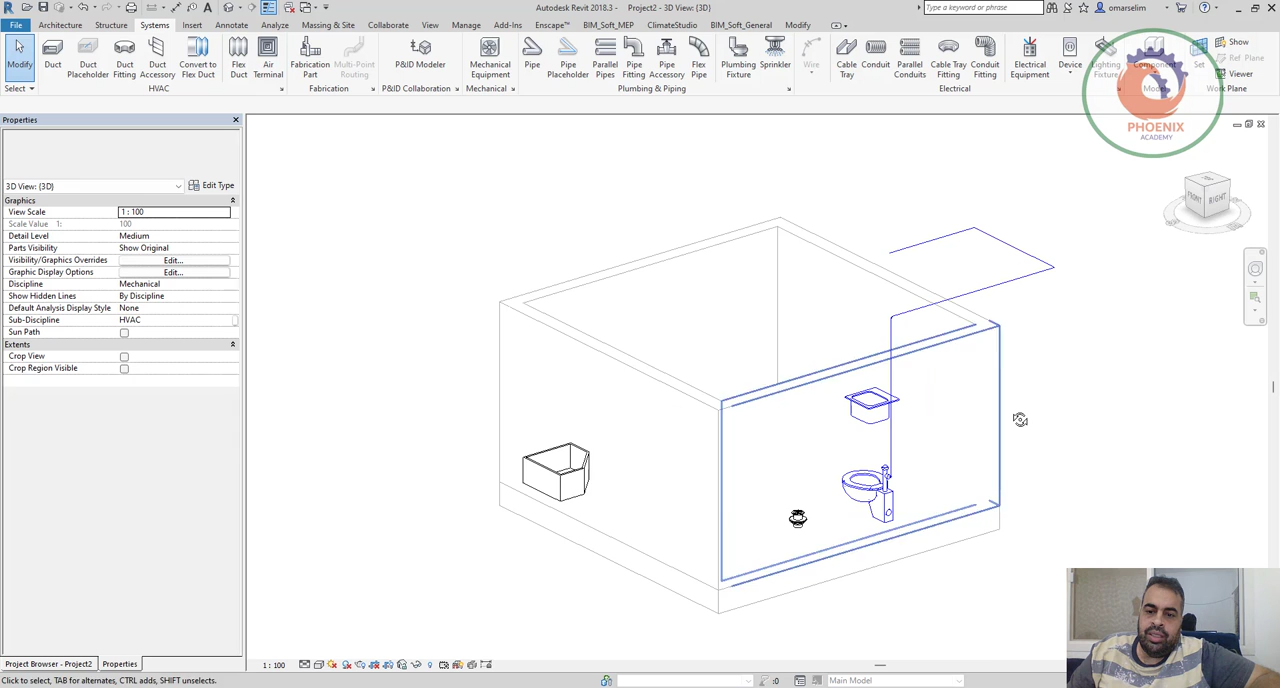 Autodesk Revit 2018.3 - Project2 - 3D View: {3D}
Type a keyword or phrase
omarselim
File Architecture Structure Systems Insert Annotate Analyze Massing & Site Collaborate View Manage Add-Ins Enscape™ BIM_Soft_MEP ClimateStudio BIM_Soft_General Modify
Modify
Duct
Duct Placeholder
Duct Fitting
Duct Accessory
Convert to Flex Duct
Flex Duct
Air Terminal
Fabrication Part
Multi-Point Routing
P&ID Modeler
Mechanical Equipment
Pipe
Pipe Placeholder
Parallel Pipes
Pipe Fitting
Pipe Accessory
Flex Pipe
Plumbing Fixture
Sprinkler
Wire
Cable Tray
Conduit
Parallel Conduits
Cable Tray Fitting
Conduit Fitting
Electrical Equipment
Device
Lighting Fixture
Component
Set
Show
Ref Plane
Viewer
Select
HVAC
Fabrication
P&ID Collaboration
Mechanical
Plumbing & Piping
Electrical
Model
Work Plane
PHOENIX
ACADEMY
Properties
3D View: {3D}
Edit Type
Graphics
View Scale 1 : 100
Scale Value 1: 100
Detail Level Medium
Parts Visibility Show Original
Visibility/Graphics Overrides Edit...
Graphic Display Options Edit...
Discipline Mechanical
Show Hidden Lines By Discipline
Default Analysis Display Style None
Sub-Discipline HVAC
Sun Path
Extents
Crop View
Crop Region Visible
TOP
FRONT
RIGHT
Project Browser - Project2 Properties
1 : 100
Click to select, TAB for alternates, CTRL adds, SHIFT unselects.
:0
Main Model